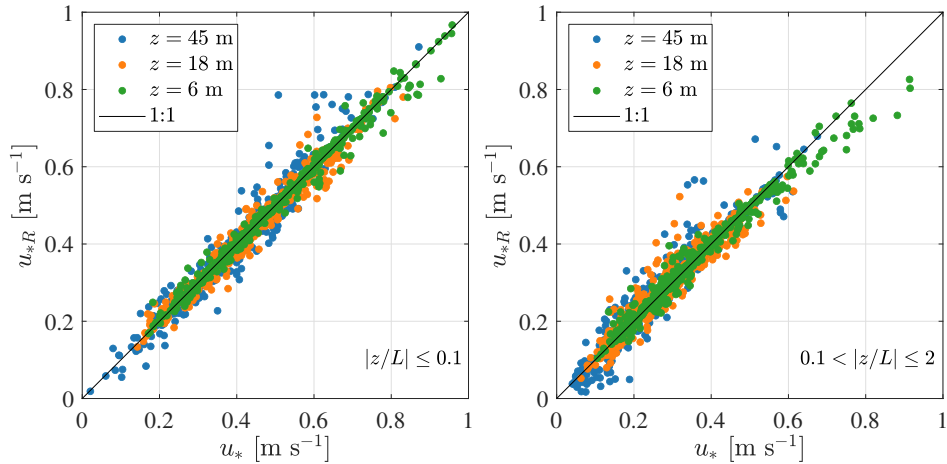 1
0.8
0.6
0.4
0.2
0
u∗R [m s−1]
z = 45 m
z = 18 m
z = 6 m
1:1
|z/L| ≤ 0.1
0 0.2 0.4 0.6 0.8 1
u∗ [m s−1]
1
0.8
0.6
0.4
0.2
0
u∗R [m s−1]
z = 45 m
z = 18 m
z = 6 m
1:1
0.1 < |z/L| ≤ 2
0 0.2 0.4 0.6 0.8 1
u∗ [m s−1]